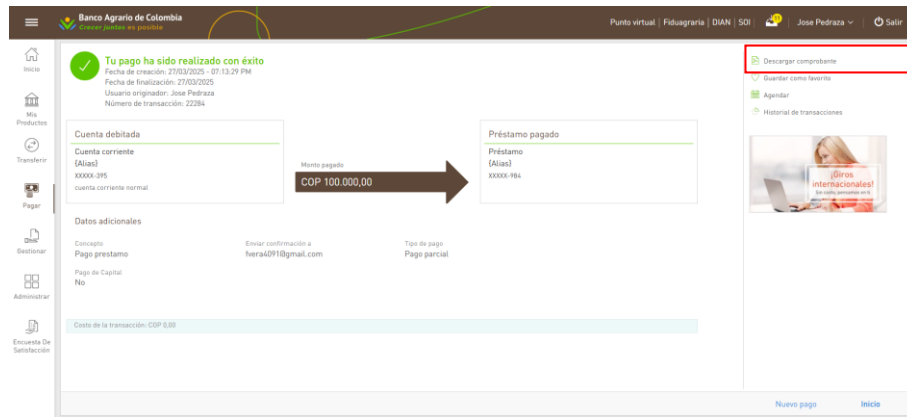 Banco Agrario de Colombia
Crecer juntos es posible
Punto virtual | Fiduagraria | DIAN | SOI |
Jose Pedraza
Salir
Inicio
Mis
Productos
Transferir
Pagar
Gestionar
Administrar
Encuesta De
Satisfacción
Tu pago ha sido realizado con éxito
Fecha de creación: 27/03/2025 - 07:13:29 PM
Fecha de finalización: 27/03/2025
Usuario originador: Jose Pedraza
Número de transacción: 22284
Cuenta debitada
Cuenta corriente
{Alias}
XXXXX-395
cuenta corriente normal
Monto pagado
COP 100.000,00
Préstamo pagado
Préstamo
{Alias}
XXXXX-984
Datos adicionales
Concepto
Pago prestamo
Enviar confirmación a
fvera4091@gmail.com
Tipo de pago
Pago parcial
Pago de Capital
No
Costo de la transacción: COP 0,00
Descargar comprobante
Guardar como favorito
Agendar
Historial de transacciones
¡Giros
internacionales!
Sin costo, pensamos en ti
Nuevo pago
Inicio